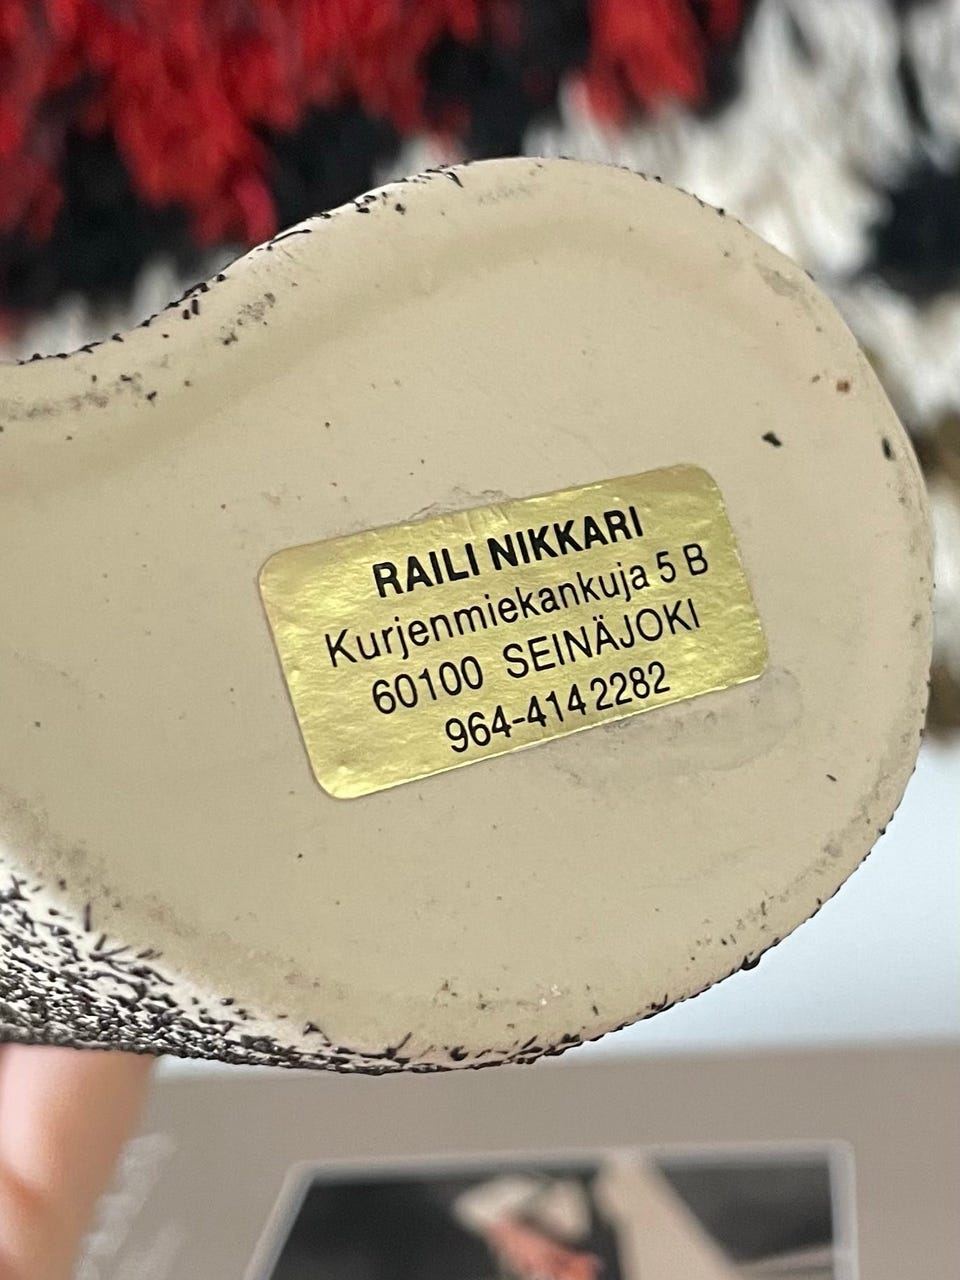 RAILI NIKKARI
Kurjenmiekankuja 5 B
60100 SEINÄJOKI
964-414 2282